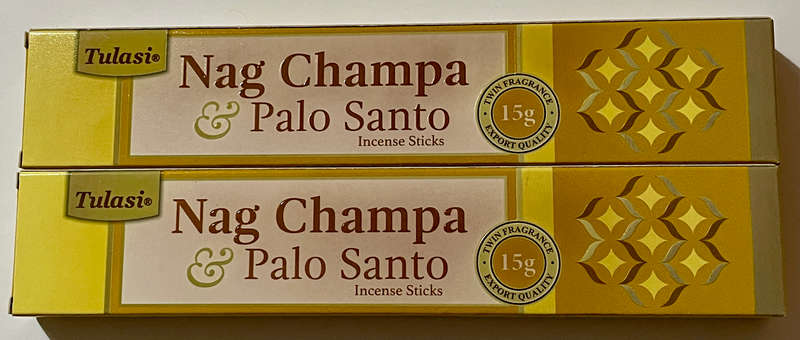 Tulasi®
Nag Champa
& Palo Santo
Incense Sticks
TWIN FRAGRANCE
15g
EXPORT QUALITY
Tulasi®
Nag Champa
& Palo Santo
Incense Sticks
TWIN FRAGRANCE
15g
EXPORT QUALITY